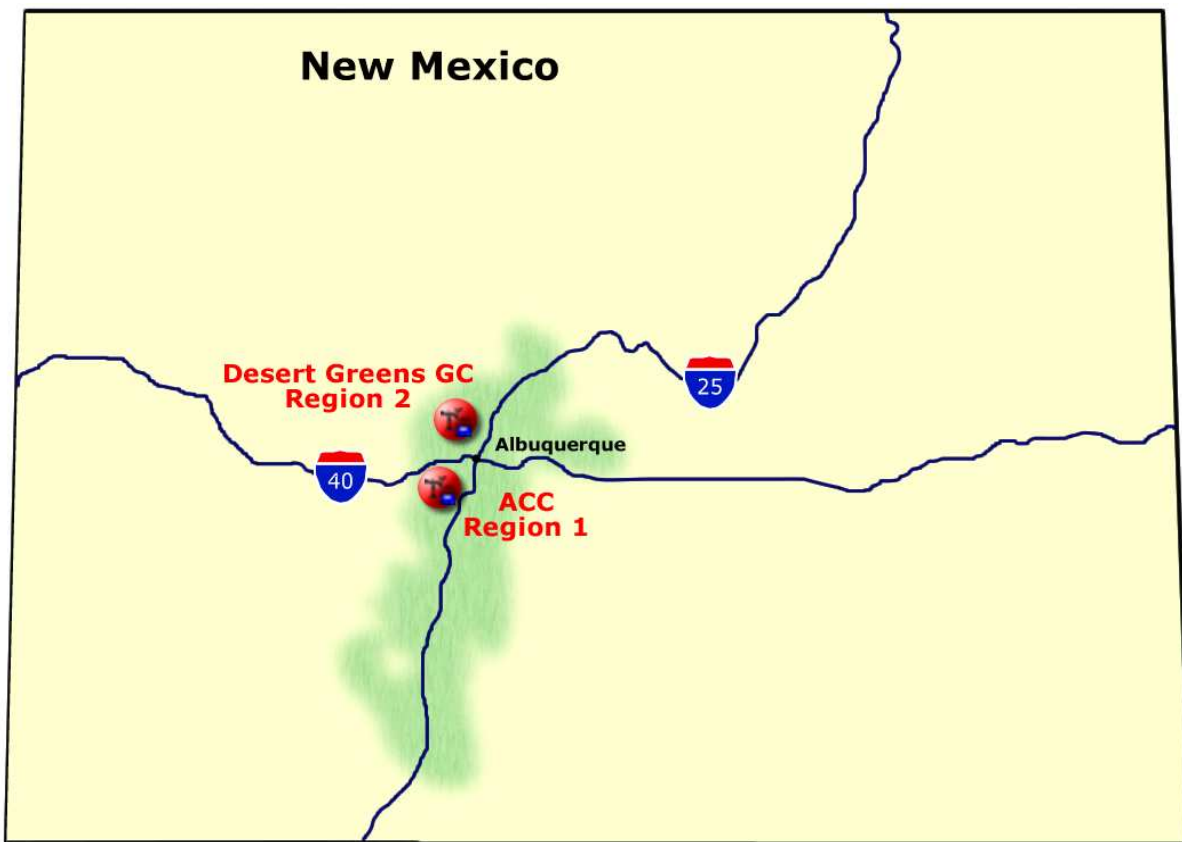 New Mexico
Desert Greens GC
Region 2
25
Albuquerque
40
ACC
Region 1